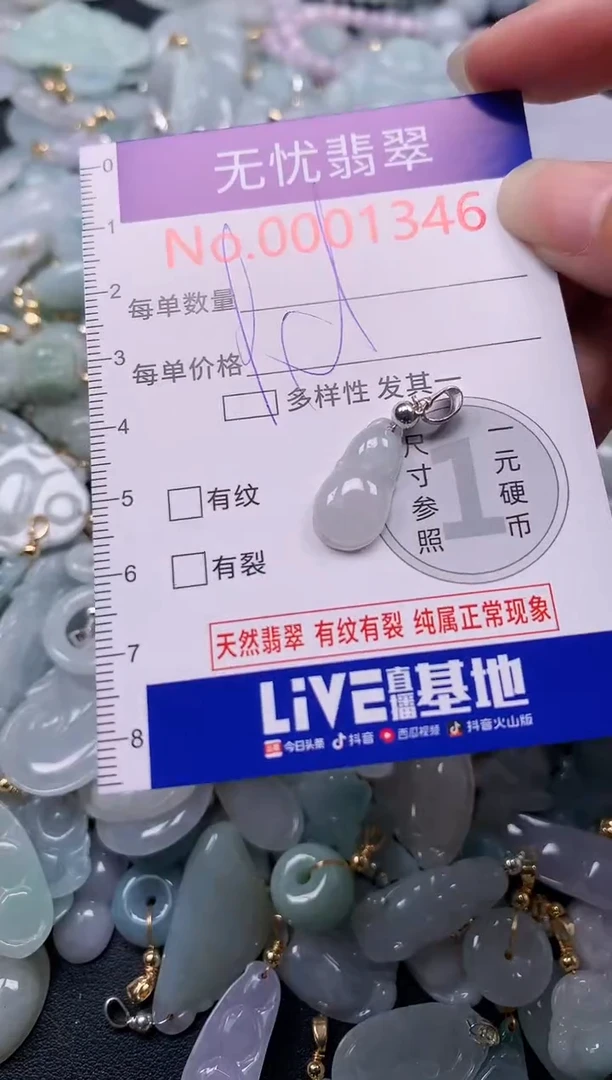 无忧翡翠
No.0001346
每单数量
每单价格
多样性 发其一
尺寸参照
1
一元硬币
有纹
有裂
天然翡翠 有纹有裂 纯属正常现象
LiVE直播基地
今日头条 抖音 西瓜视频 抖音火山版
0
1
2
3
4
5
6
7
8